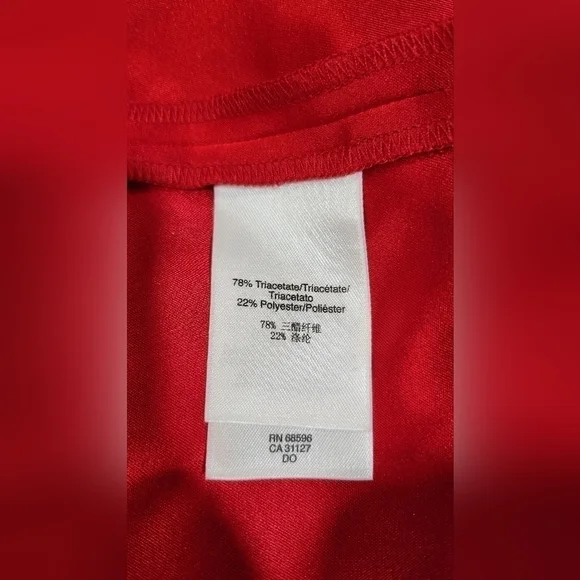 78% Triacetate/Triacétate/
Triacetato
22% Polyester/Poliéster
78% 三醋纤维
22% 涤纶
RN 68596
CA 31127
DO